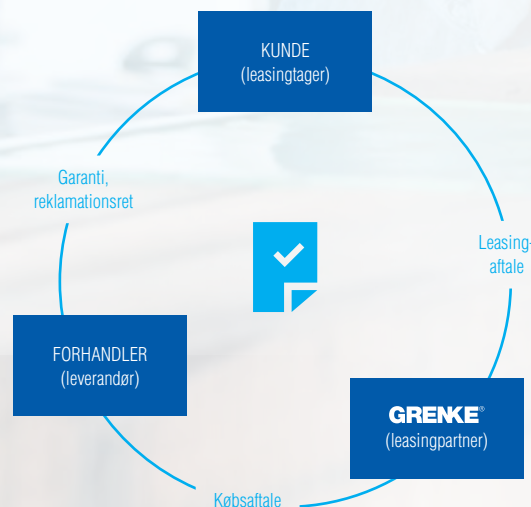 KUNDE
(leasingtager)
Garanti,
reklamationsret
Leasing-
aftale
FORHANDLER
(leverandør)
GRENKE®
(leasingpartner)
Købsaftale